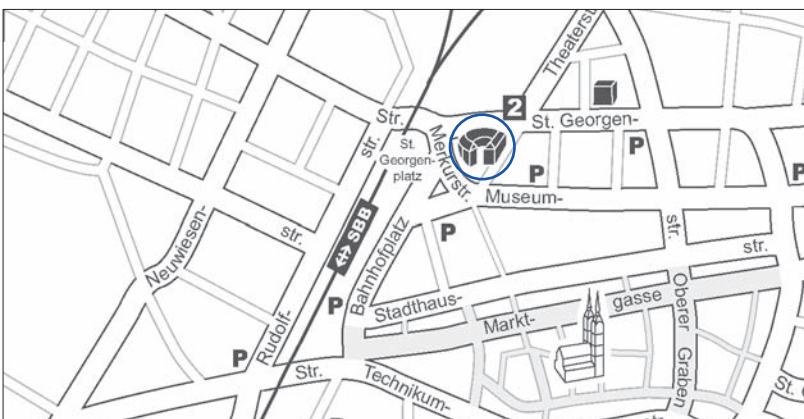 Theaterstr.
2
Str.
St. Georgen-
str.
St.
Georgen-
platz
Merkurstr.
P
P
P
Museum-
Neuwiesen-
str.
SBB
Bahnhofplatz
P
str.
str.
P
Stadthaus-
Markt-
gasse
Oberer Graben
Rudolf-
P
Str.
Technikum-
St.